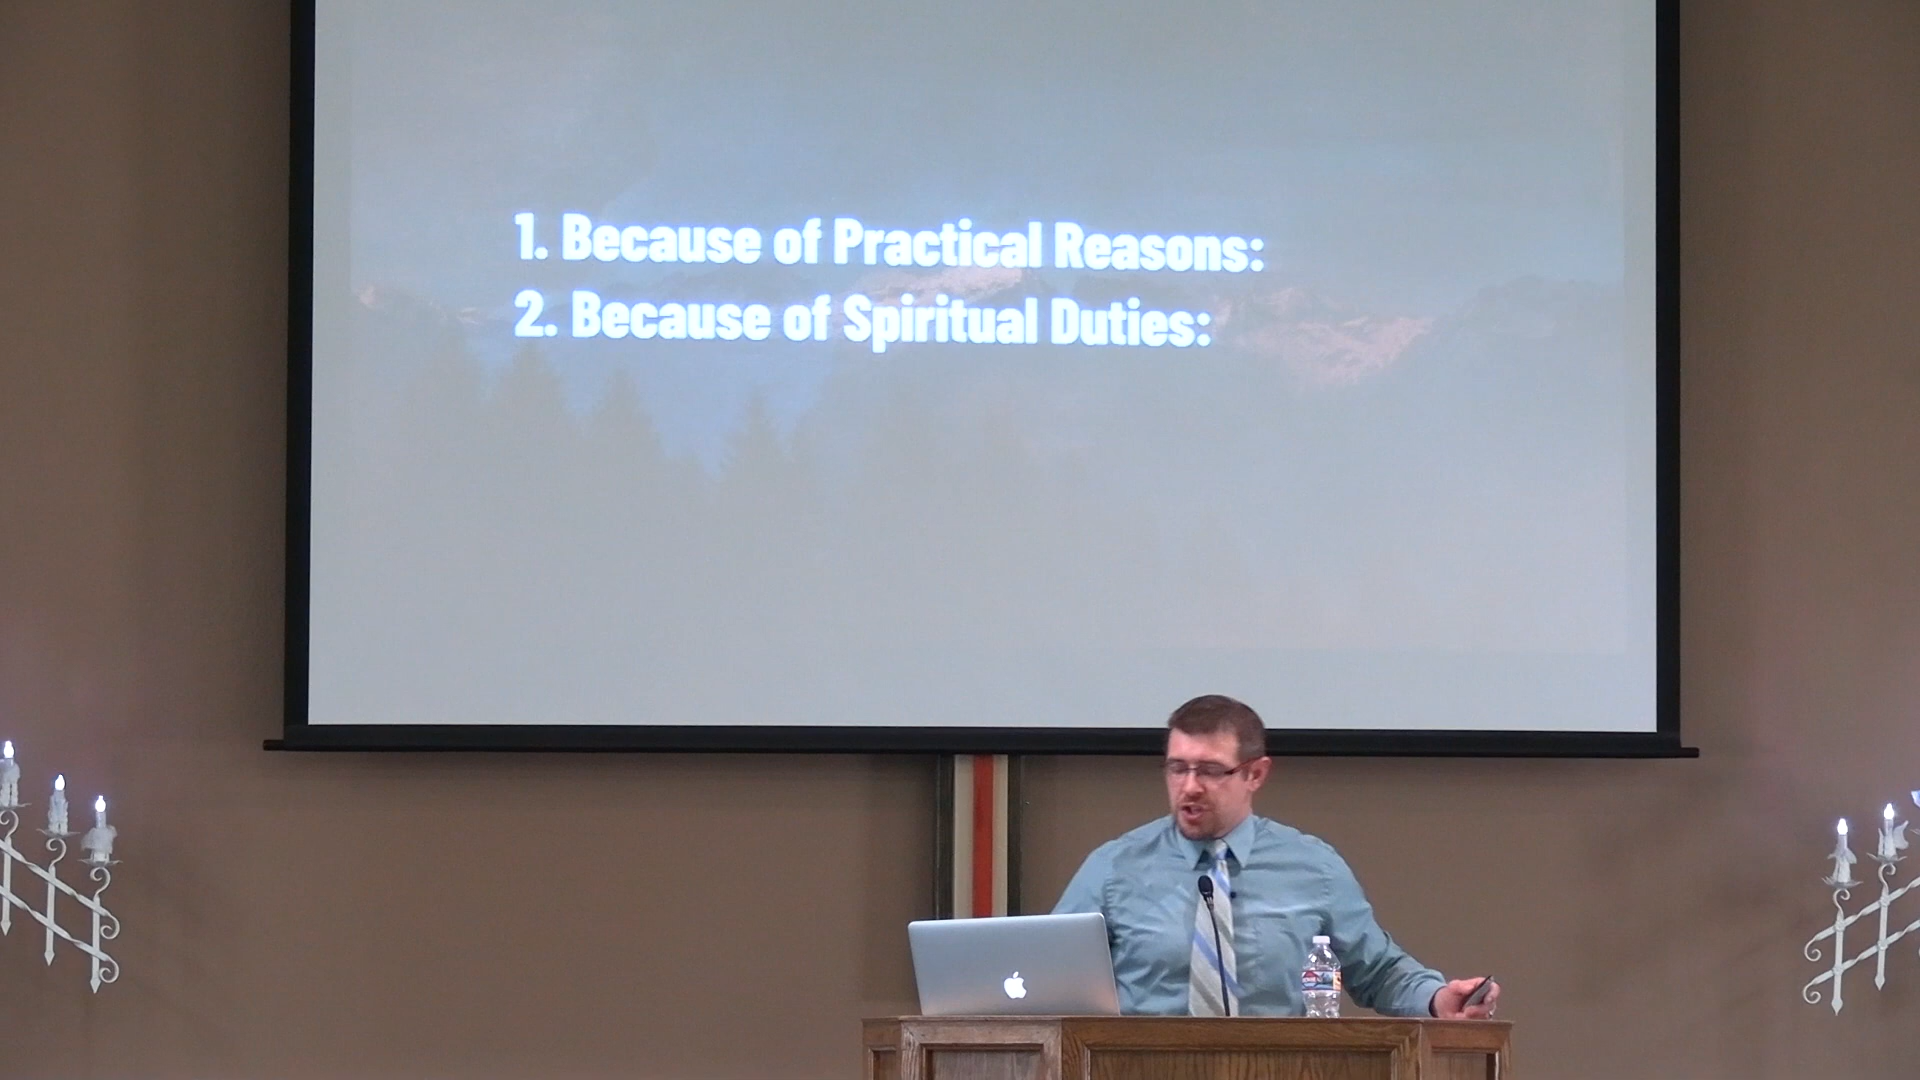 1. Because of Practical Reasons:
2. Because of Spiritual Duties: